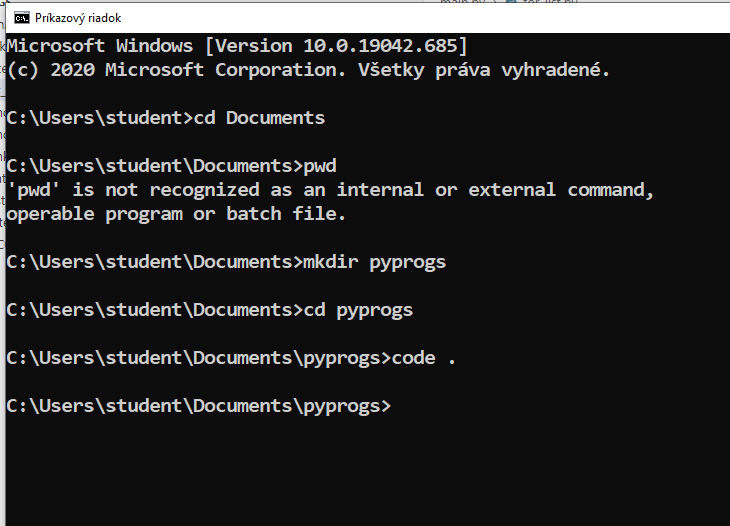 Príkazový riadok
Microsoft Windows [Version 10.0.19042.685]
(c) 2020 Microsoft Corporation. Všetky práva vyhradené.
C:\Users\student>cd Documents
C:\Users\student\Documents>pwd
'pwd' is not recognized as an internal or external command,
operable program or batch file.
C:\Users\student\Documents>mkdir pyprogs
C:\Users\student\Documents>cd pyprogs
C:\Users\student\Documents\pyprogs>code .
C:\Users\student\Documents\pyprogs>